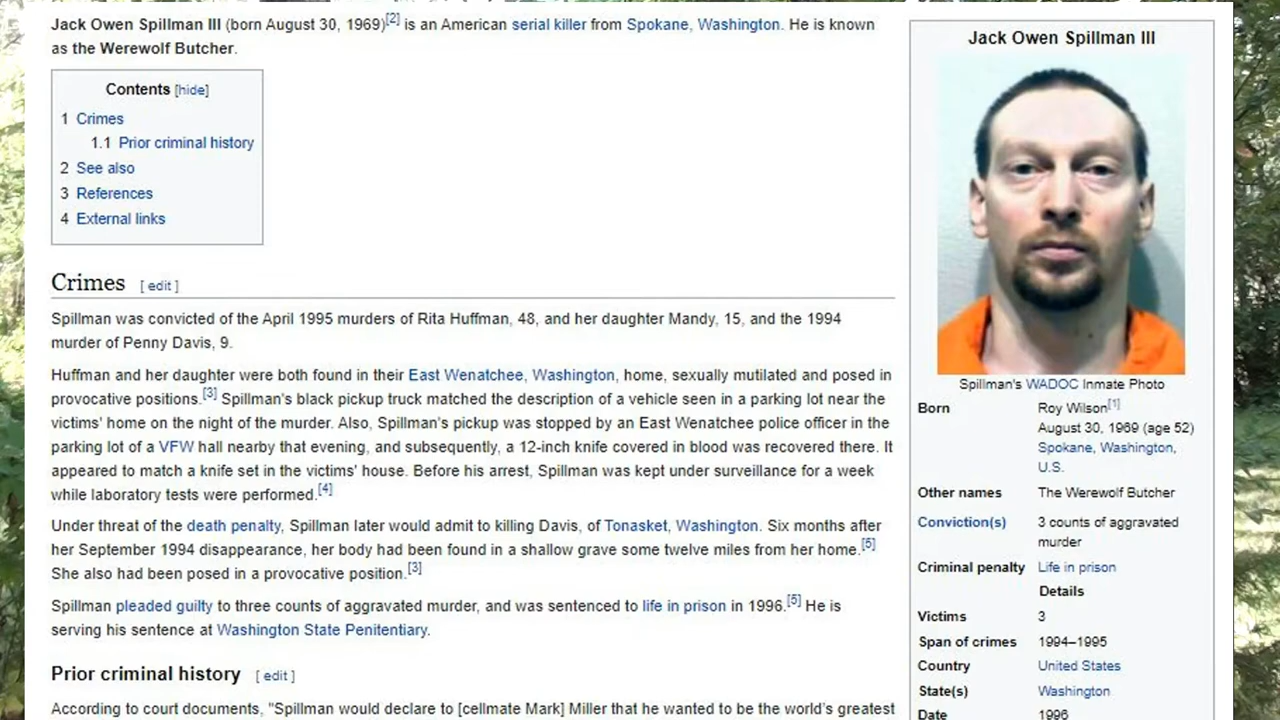 Jack Owen Spillman III (born August 30, 1969)[2] is an American serial killer from Spokane, Washington. He is known
as the Werewolf Butcher.
Contents [hide]
1 Crimes
1.1 Prior criminal history
2 See also
3 References
4 External links
Crimes [ edit ]
Spillman was convicted of the April 1995 murders of Rita Huffman, 48, and her daughter Mandy, 15, and the 1994
murder of Penny Davis, 9.
Huffman and her daughter were both found in their East Wenatchee, Washington, home, sexually mutilated and posed in
provocative positions.[3] Spillman's black pickup truck matched the description of a vehicle seen in a parking lot near the
victims' home on the night of the murder. Also, Spillman's pickup was stopped by an East Wenatchee police officer in the
parking lot of a VFW hall nearby that evening, and subsequently, a 12-inch knife covered in blood was recovered there. It
appeared to match a knife set in the victims' house. Before his arrest, Spillman was kept under surveillance for a week
while laboratory tests were performed.[4]
Under threat of the death penalty, Spillman later would admit to killing Davis, of Tonasket, Washington. Six months after
her September 1994 disappearance, her body had been found in a shallow grave some twelve miles from her home.[5]
She also had been posed in a provocative position.[3]
Spillman pleaded guilty to three counts of aggravated murder, and was sentenced to life in prison in 1996.[5] He is
serving his sentence at Washington State Penitentiary.
Prior criminal history [ edit ]
According to court documents, "Spillman would declare to [cellmate Mark] Miller that he wanted to be the world's greatest
Jack Owen Spillman III
Spillman's WADOC Inmate Photo
Born Roy Wilson[1]
August 30, 1969 (age 52)
Spokane, Washington,
U.S.
Other names The Werewolf Butcher
Conviction(s) 3 counts of aggravated
murder
Criminal penalty Life in prison
Details
Victims 3
Span of crimes 1994–1995
Country United States
State(s) Washington
Date 1996